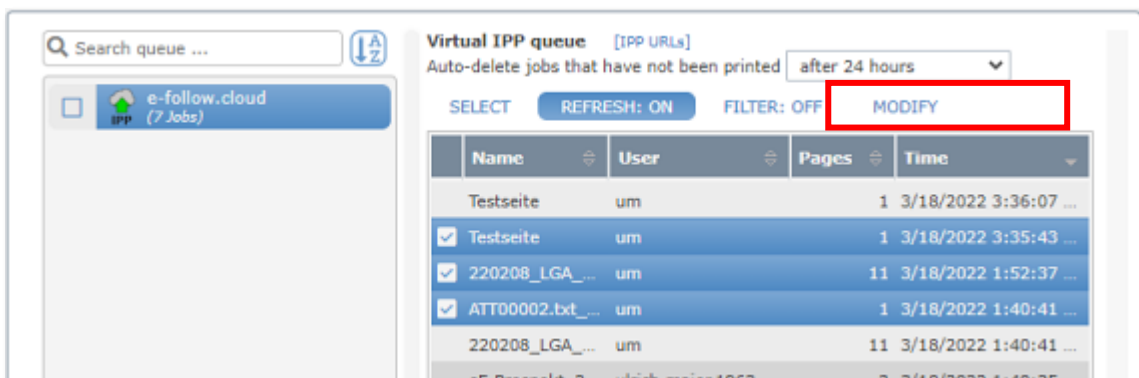 Search queue ...
A
Z
e-follow.cloud
(7 Jobs)
IPP
Virtual IPP queue [IPP URLs]
Auto-delete jobs that have not been printed after 24 hours
SELECT REFRESH: ON FILTER: OFF MODIFY
Name User Pages Time
Testseite um 1 3/18/2022 3:36:07 ...
Testseite um 1 3/18/2022 3:35:43 ...
220208_LGA_... um 11 3/18/2022 1:52:37 ...
ATT00002.txt_... um 1 3/18/2022 1:40:41 ...
220208_LGA_... um 11 3/18/2022 1:40:41 ...